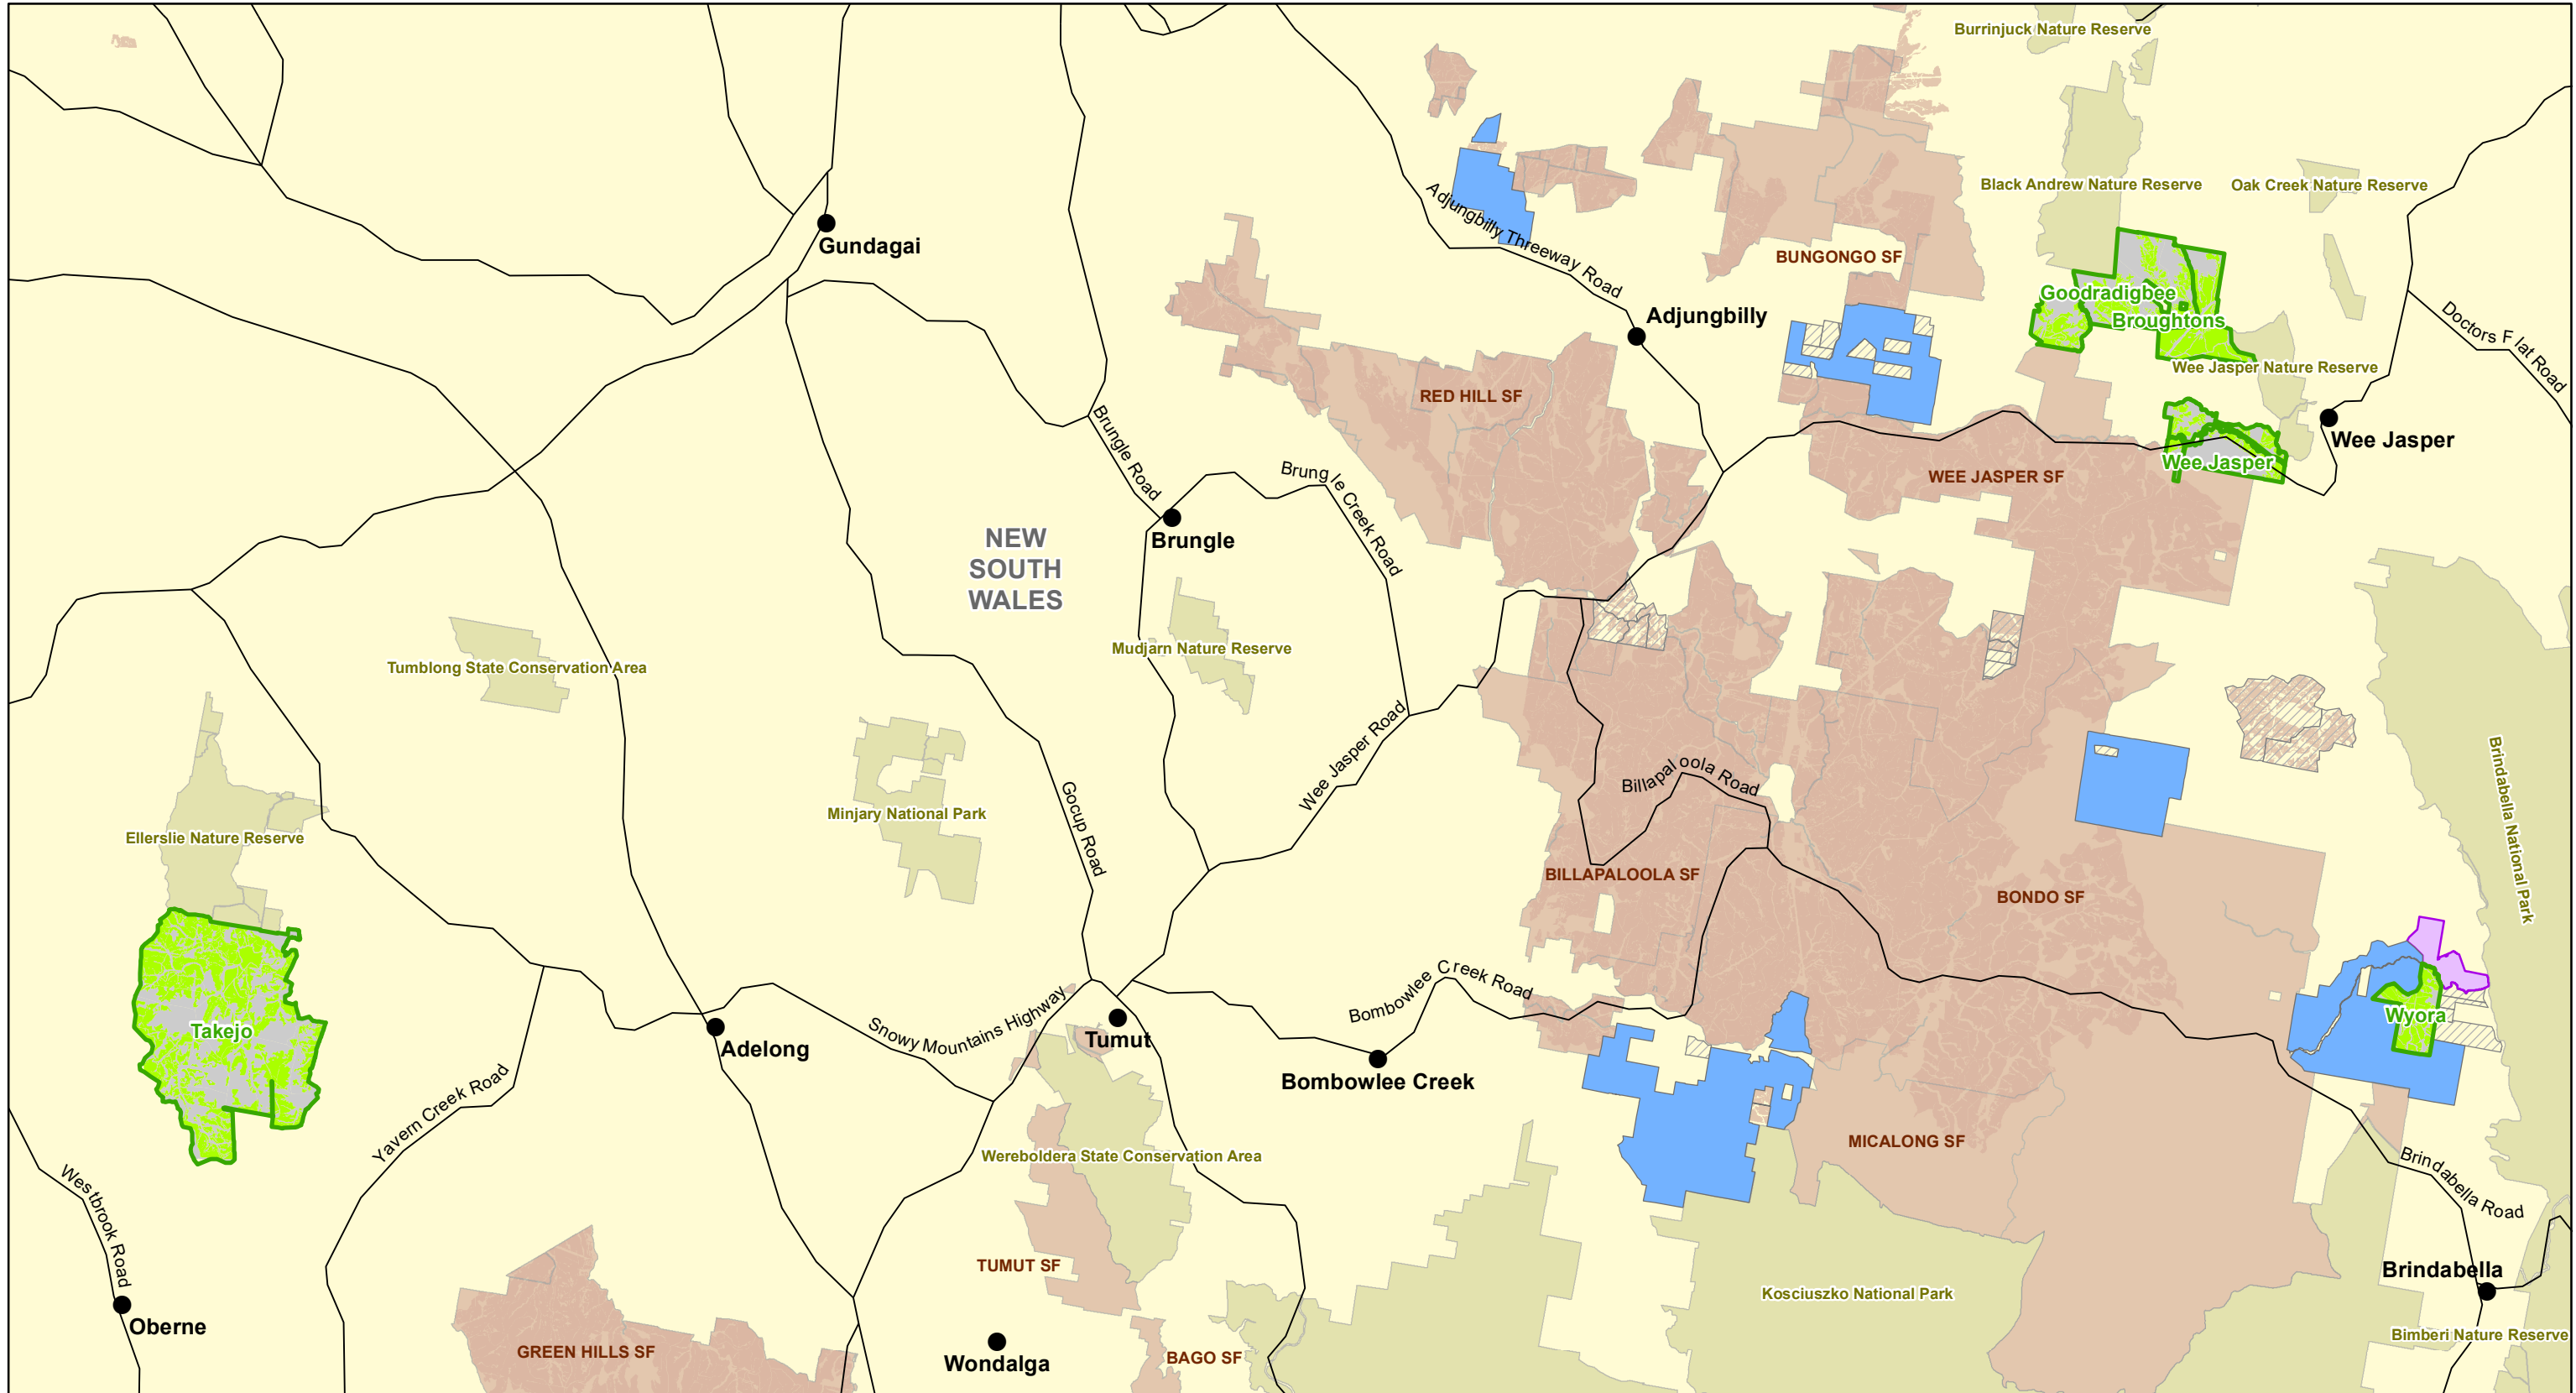 Burrinjuck Nature Reserve
Black Andrew Nature Reserve
Oak Creek Nature Reserve
Adjungbilly Threeway Road
Gundagai
BUNGONGO SF
Goodradigbee
Adjungbilly
Broughtons
Doctors Flat Road
Wee Jasper Nature Reserve
RED HILL SF
Wee Jasper
Brungle Road
Wee Jasper
Brungle Creek Road
WEE JASPER SF
Brungle
NEW
SOUTH
WALES
Mudjarn Nature Reserve
Tumblong State Conservation Area
Wee Jasper Road
Billapaloola Road
Brindabella National Park
Gocup Road
Minjary National Park
Ellerslie Nature Reserve
BILLAPALOOLA SF
BONDO SF
Bombowlee Creek Road
Wyora
Snowy Mountains Highway
Takejo
Tumut
Adelong
Bombowlee Creek
Yavern Creek Road
MICALONG SF
Wereboldera State Conservation Area
Brindabella Road
Westbrook Road
TUMUT SF
Brindabella
Kosciuszko National Park
Oberne
Bimberi Nature Reserve
GREEN HILLS SF
BAGO SF
Wondalga